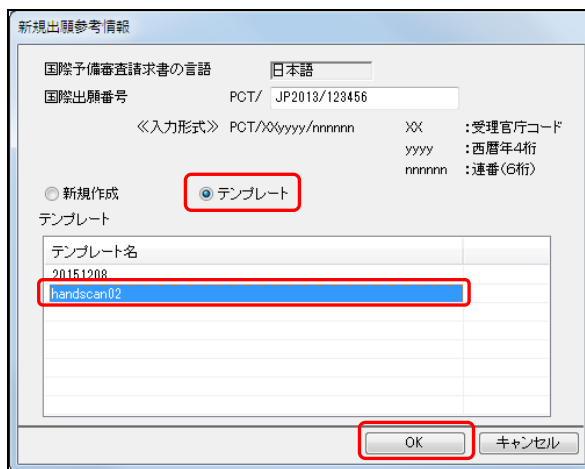 新規出願参考情報
国際予備審査請求書の言語 日本語
国際出願番号 PCT/ JP2013/123456
≪入力形式≫ PCT/XXyyyy/nnnnnn XX :受理官庁コード
yyyy :西暦年4桁
nnnnnn :連番(6桁)
新規作成 テンプレート
テンプレート
テンプレート名
20151208
handscan02
OK キャンセル